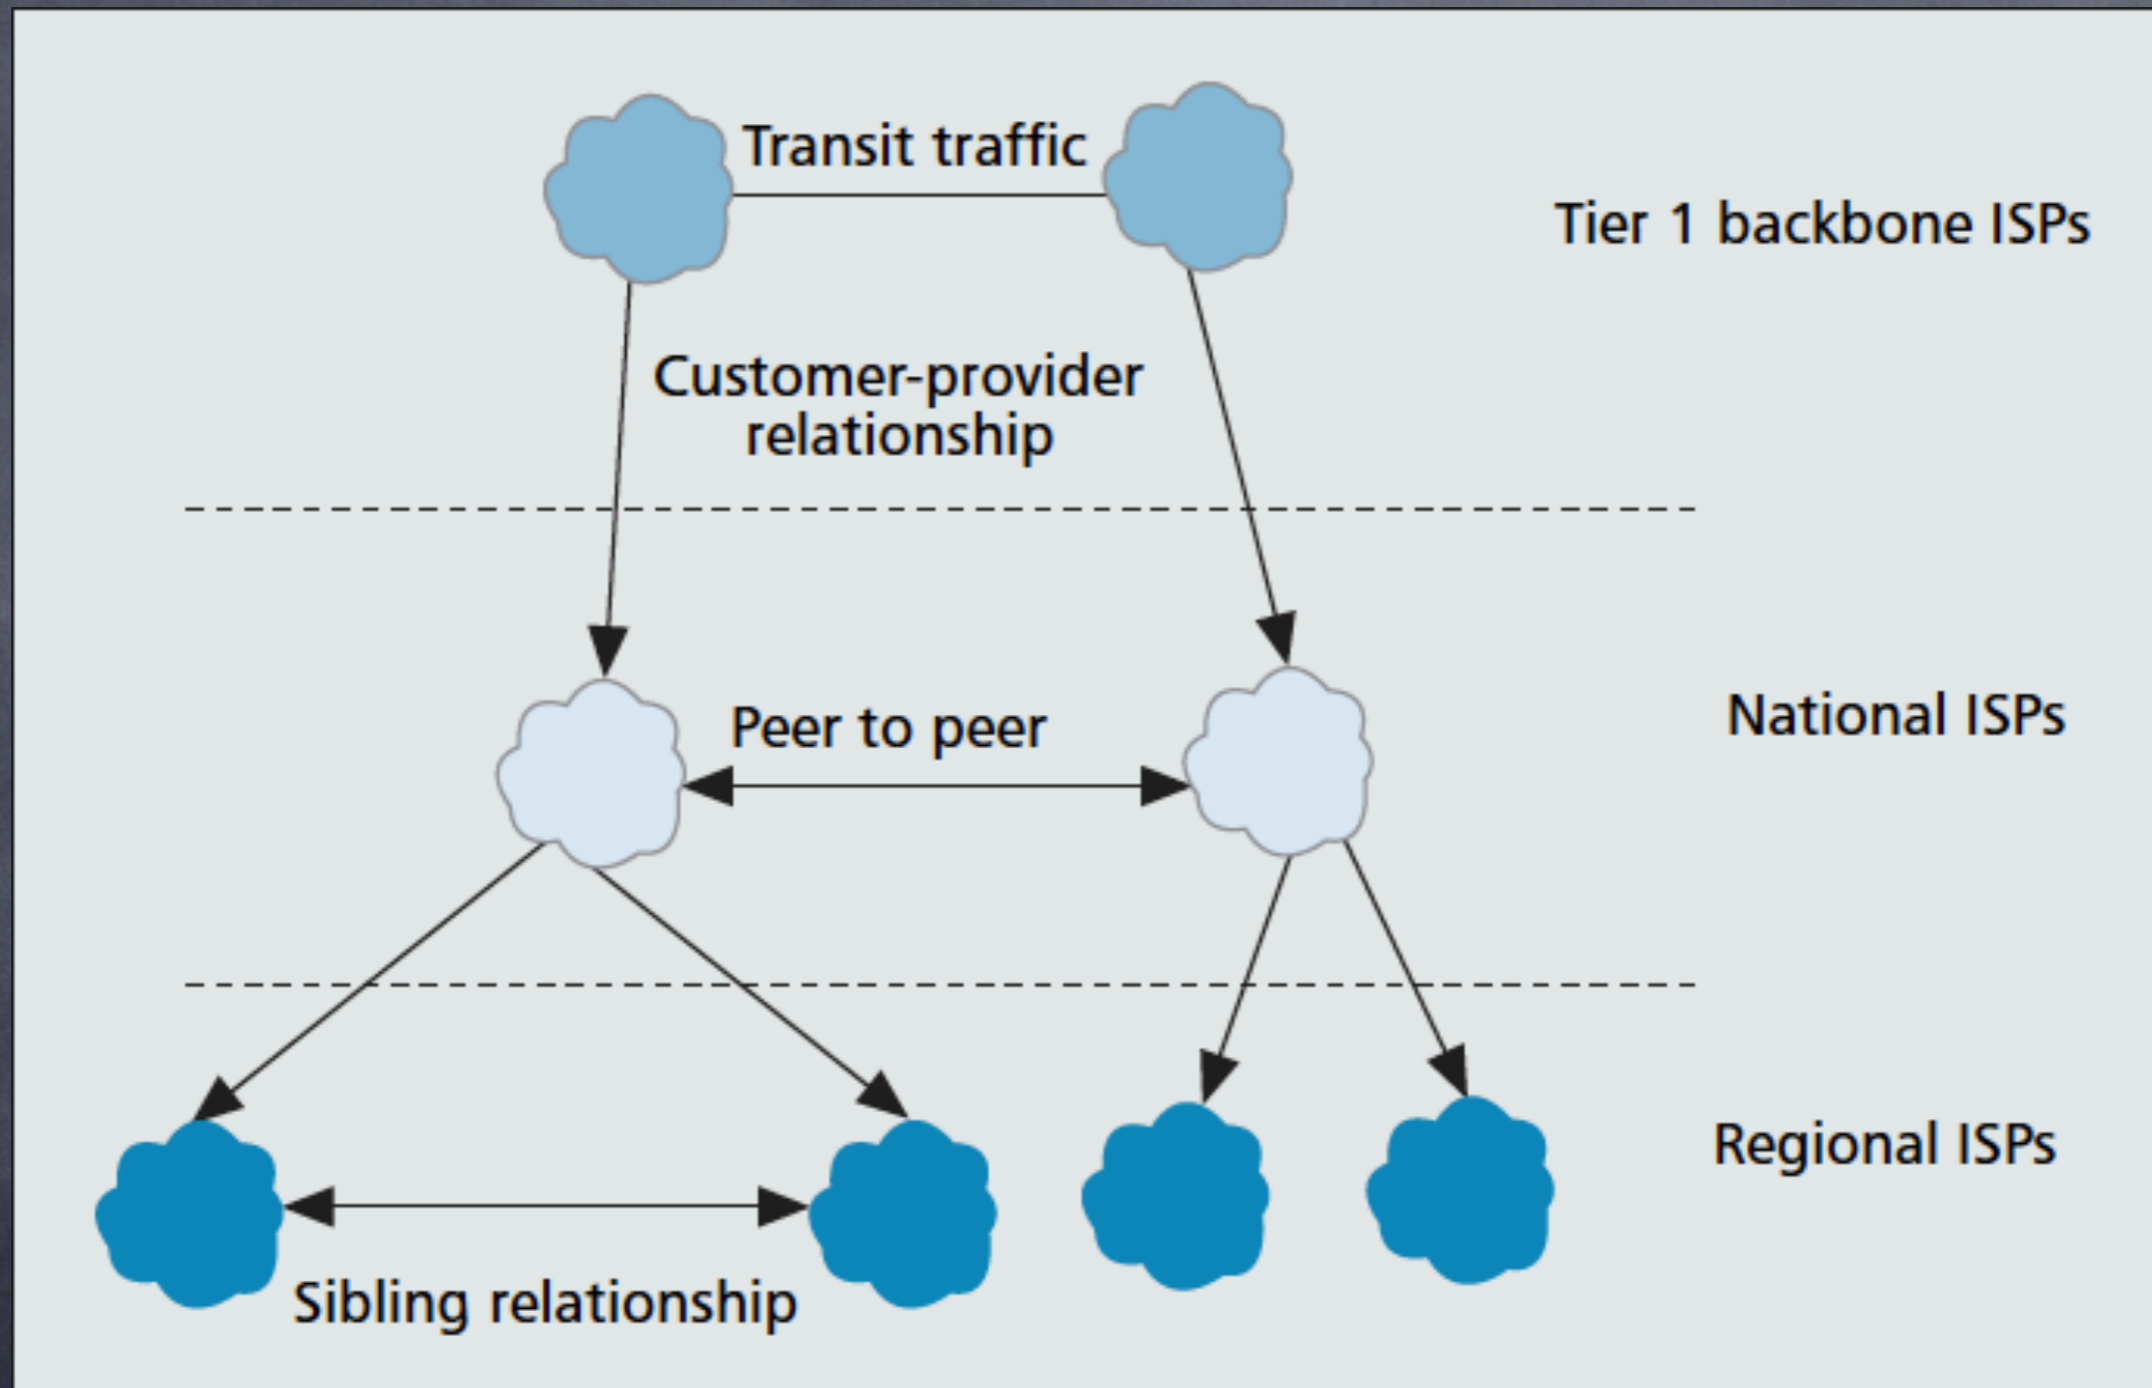 Transit traffic
Tier 1 backbone ISPs
Customer-provider
relationship
Peer to peer
National ISPs
Regional ISPs
Sibling relationship